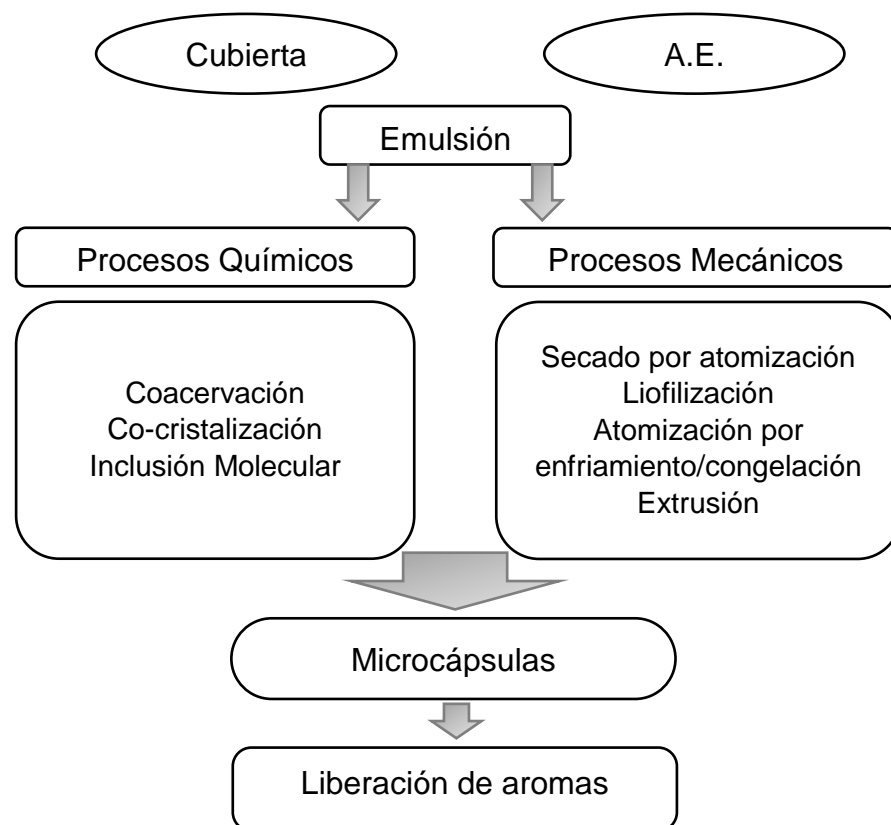 Cubierta
A.E.
Emulsión
Procesos Químicos
Procesos Mecánicos
Coacervación
Co-cristalización
Inclusión Molecular
Secado por atomización
Liofilización
Atomización por
enfriamiento/congelación
Extrusión
Microcápsulas
Liberación de aromas